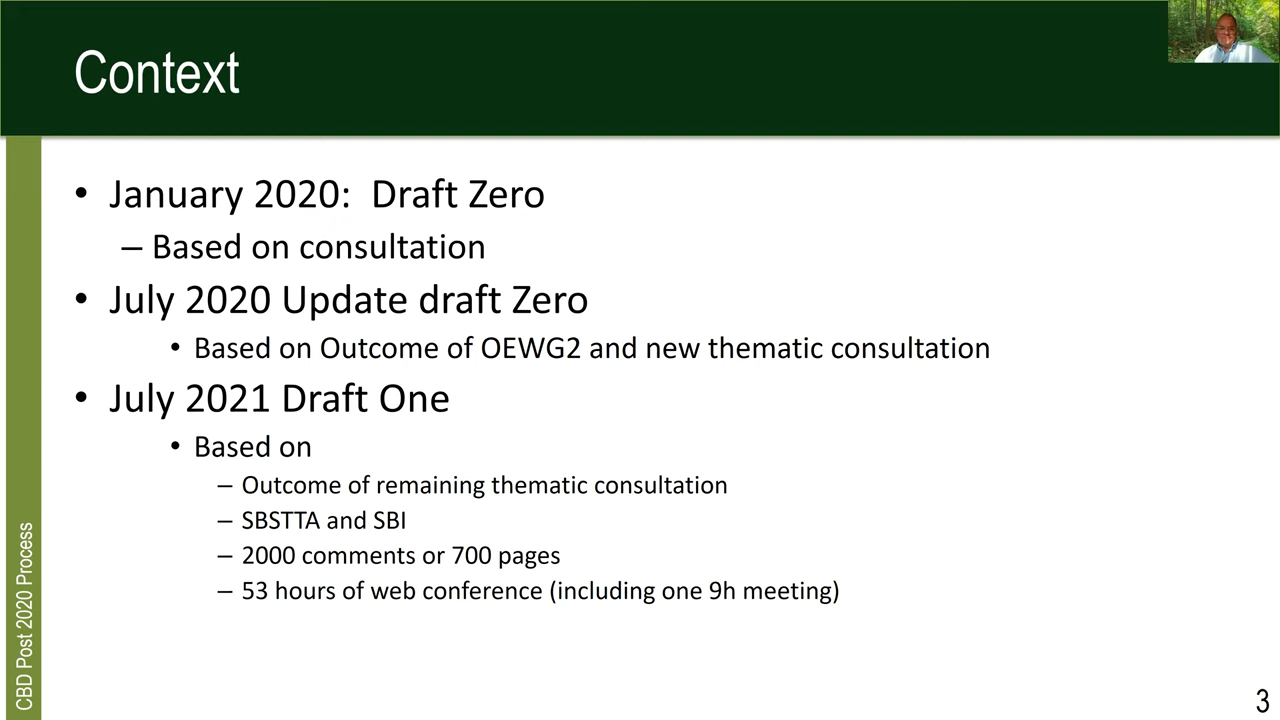 Context
• January 2020:  Draft Zero
– Based on consultation
• July 2020 Update draft Zero
• Based on Outcome of OEWG2 and new thematic consultation
• July 2021 Draft One
• Based on
– Outcome of remaining thematic consultation
– SBSTTA and SBI
– 2000 comments or 700 pages
– 53 hours of web conference (including one 9h meeting)
CBD Post 2020 Process
3